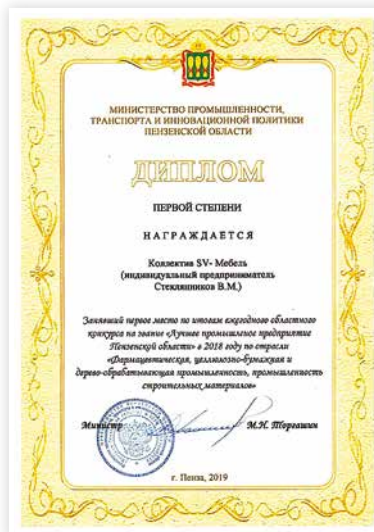 МИНИСТЕРСТВО ПРОМЫШЛЕННОСТИ,
ТРАНСПОРТА И ИННОВАЦИОННОЙ ПОЛИТИКИ
ПЕНЗЕНСКОЙ ОБЛАСТИ
ДИПЛОМ
ПЕРВОЙ СТЕПЕНИ
НАГРАЖДАЕТСЯ
Коллектив SV- Мебель
(индивидуальный предприниматель
Стеклянников В.М.)
Занявший первое место по итогам ежегодного областного
конкурса на звание «Лучшее промышленное предприятие
Пензенской области» в 2018 году по отрасли
«Фармацевтическая, целлюлозно-бумажная и
дерево-обрабатывающая промышленность, промышленность
строительных материалов»
Министр М.Н. Торгашин
г. Пенза, 2019